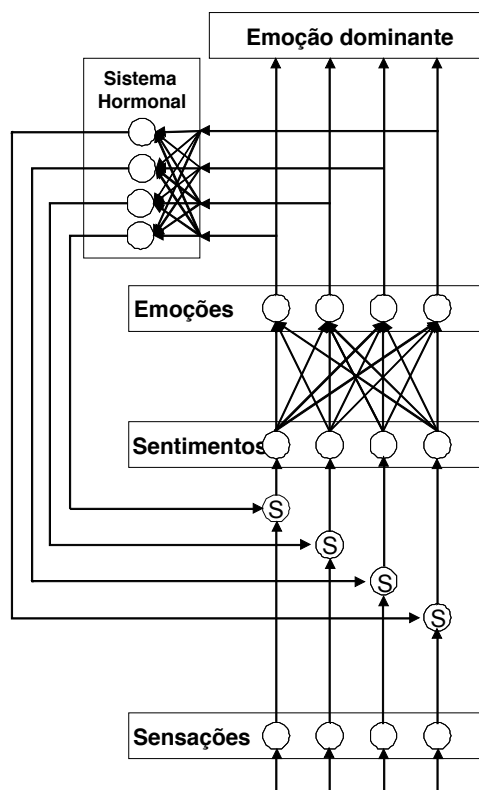 Emoção dominante
Sistema
Hormonal
Emoções
Sentimentos
S
S
S
S
Sensações